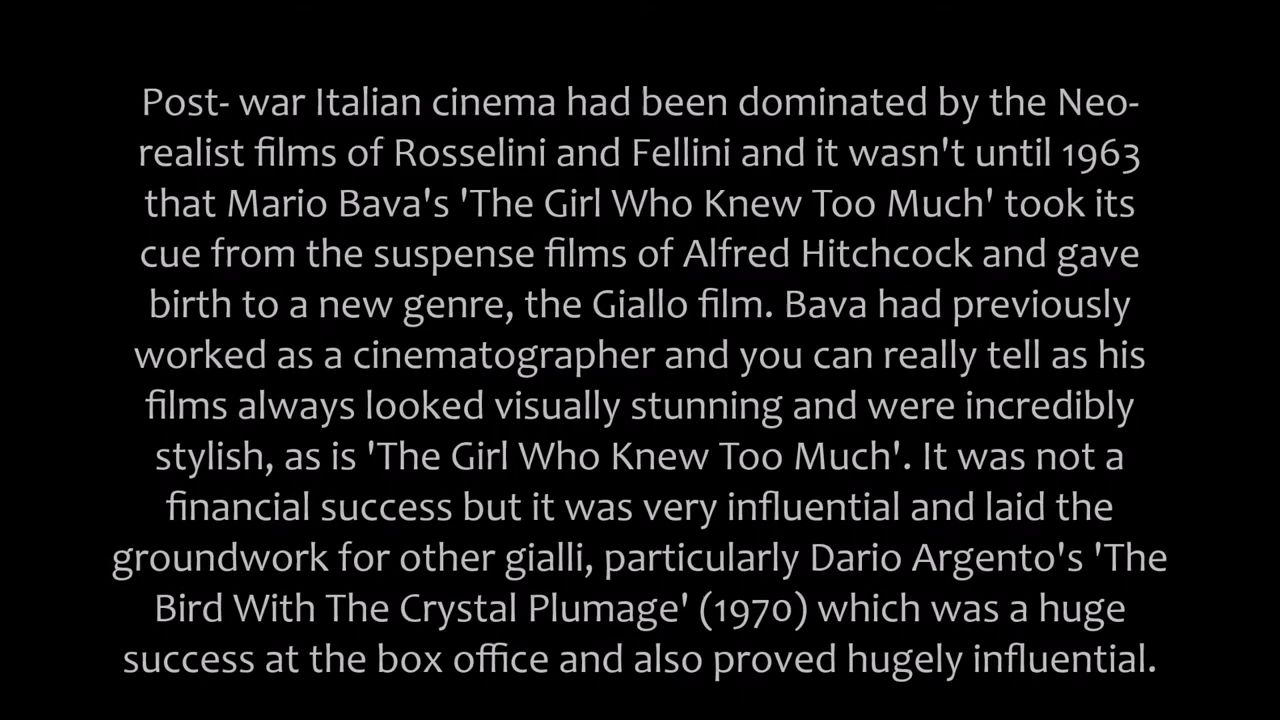 Post- war Italian cinema had been dominated by the Neo-
realist films of Rosselini and Fellini and it wasn't until 1963
that Mario Bava's 'The Girl Who Knew Too Much' took its
cue from the suspense films of Alfred Hitchcock and gave
birth to a new genre, the Giallo film. Bava had previously
worked as a cinematographer and you can really tell as his
films always looked visually stunning and were incredibly
stylish, as is 'The Girl Who Knew Too Much'. It was not a
financial success but it was very influential and laid the
groundwork for other gialli, particularly Dario Argento's 'The
Bird With The Crystal Plumage' (1970) which was a huge
success at the box office and also proved hugely influential.